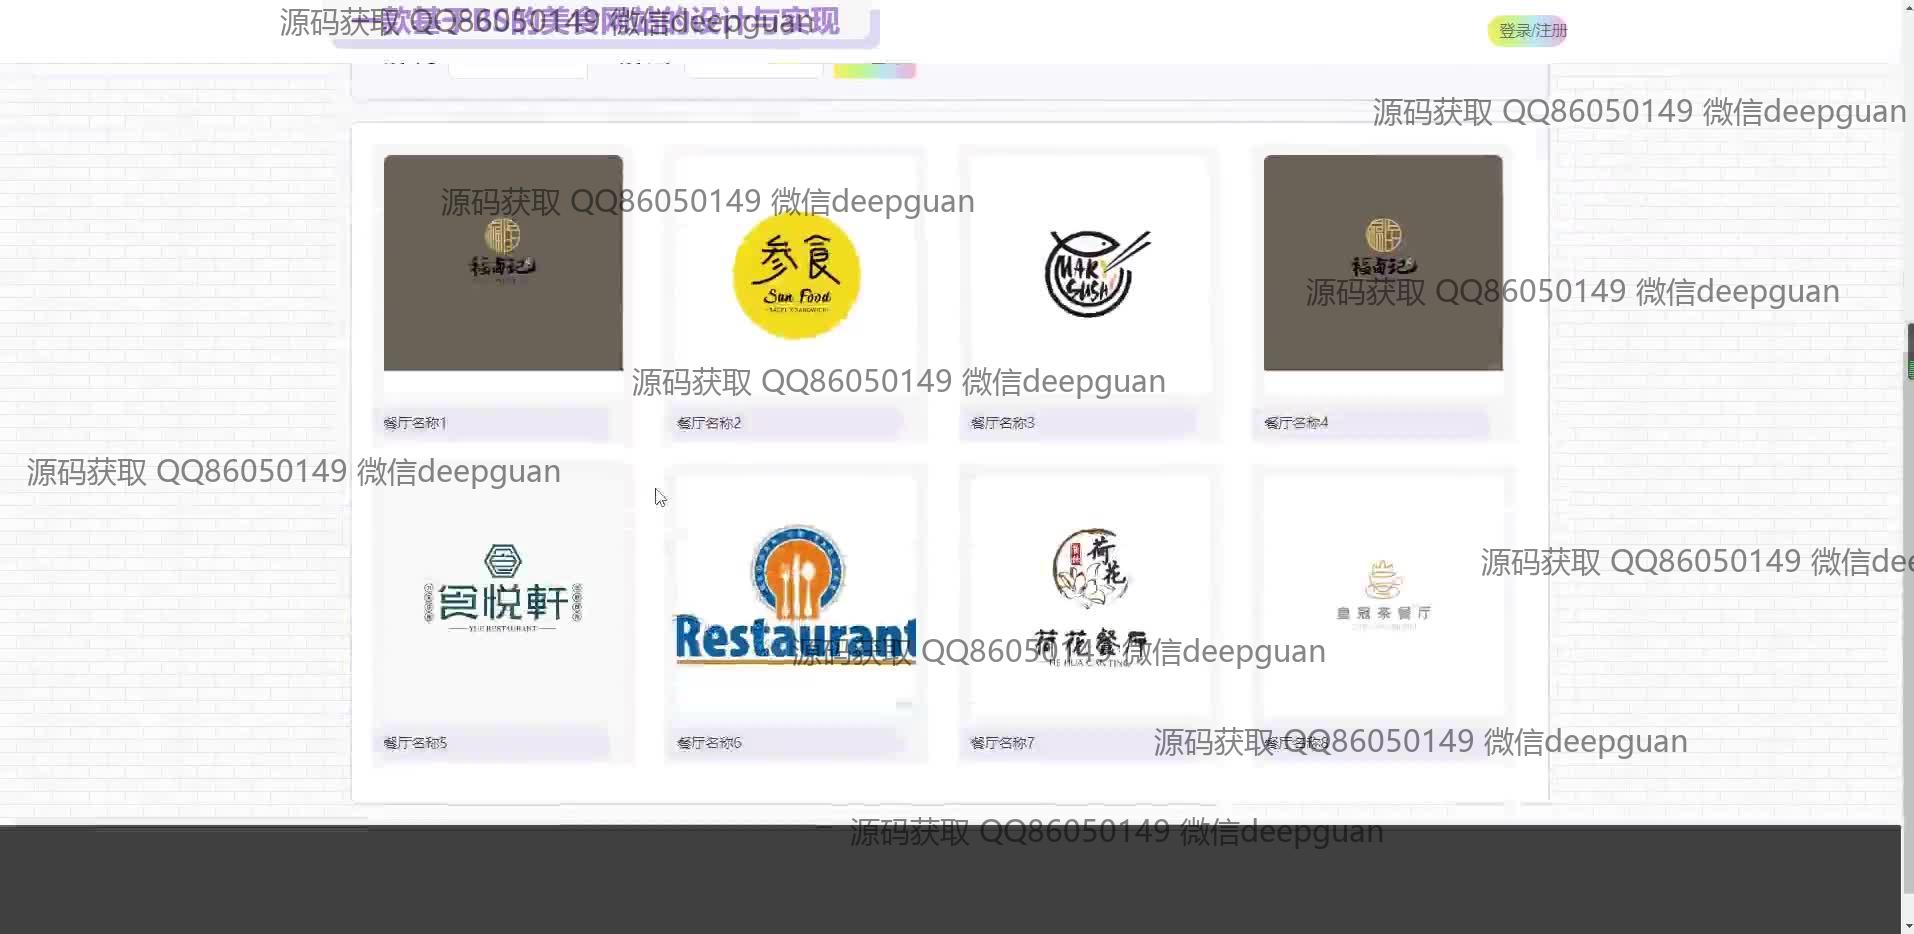 一款基于BS的美食网站的设计与实现
源码获取 QQ86050149 微信deepguan
登录/注册
源码获取 QQ86050149 微信deepguan
源码获取 QQ86050149 微信deepguan
福卤记
参食
Sun Food
MAKI
SUSHI
福卤记
源码获取 QQ86050149 微信deepguan
源码获取 QQ86050149 微信deepguan
餐厅名称1
餐厅名称2
餐厅名称3
餐厅名称4
源码获取 QQ86050149 微信deepguan
食悦軒
THE RESTAURANT
Restaurant
荷花
荷花餐厅
皇冠茶餐厅
源码获取 QQ86050149 微信dee
源码获取 QQ86050149 微信deepguan
餐厅名称5
餐厅名称6
餐厅名称7
餐厅名称8
源码获取 QQ86050149 微信deepguan
源码获取 QQ86050149 微信deepguan